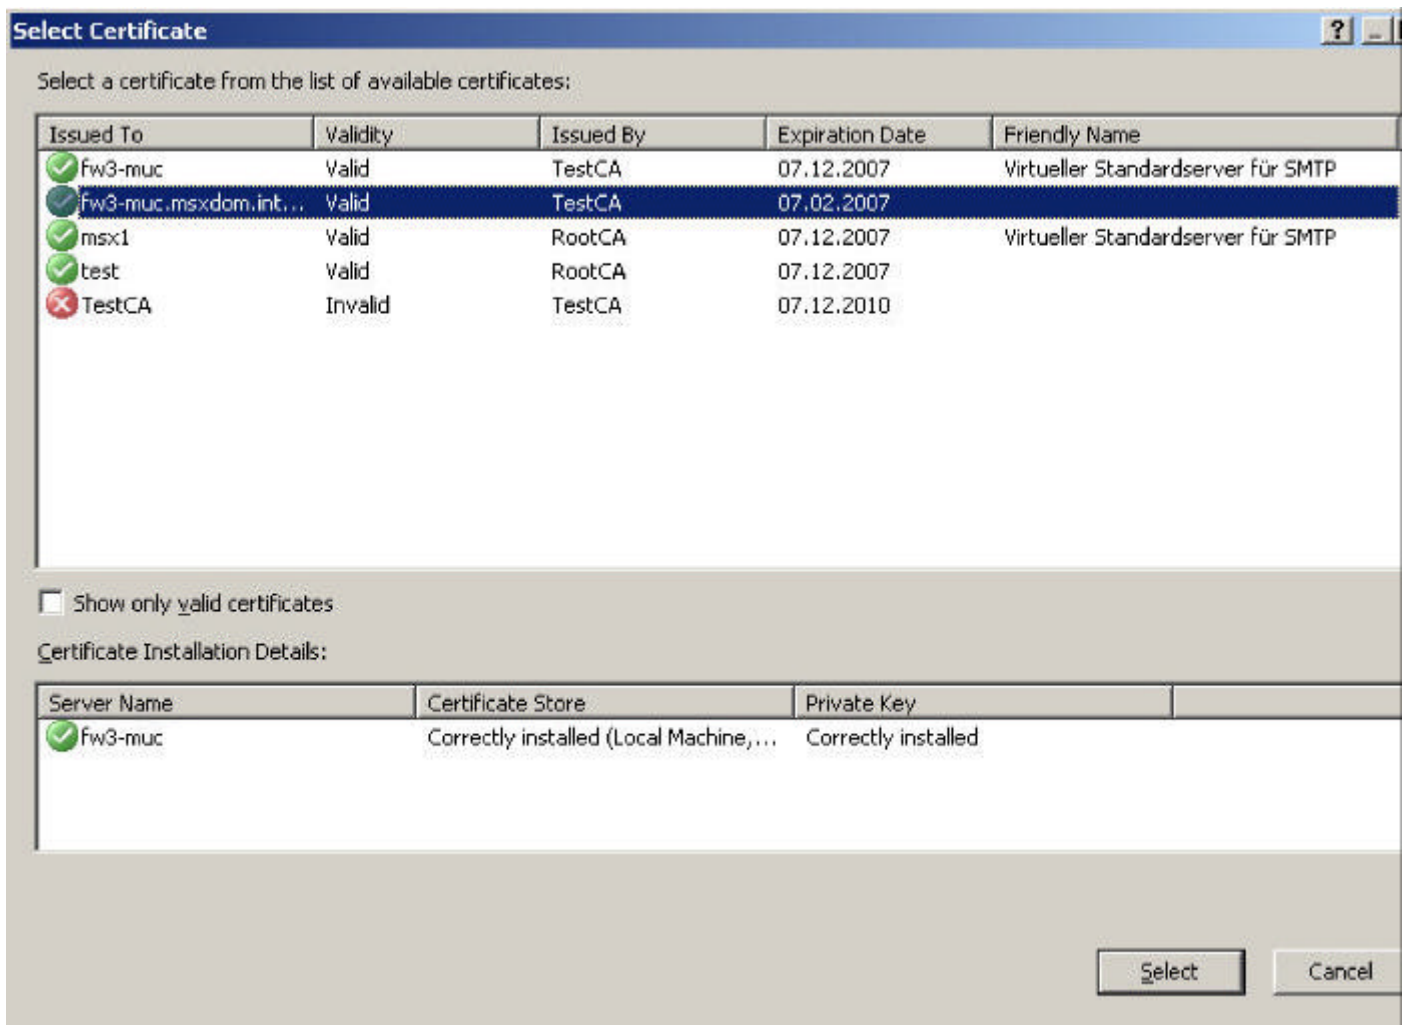 Select Certificate
Select a certificate from the list of available certificates:
Issued To Validity Issued By Expiration Date Friendly Name
fw3-muc Valid TestCA 07.12.2007 Virtueller Standardserver für SMTP
fw3-muc.msxdom.int... Valid TestCA 07.02.2007
msx1 Valid RootCA 07.12.2007 Virtueller Standardserver für SMTP
test Valid RootCA 07.12.2007
TestCA Invalid TestCA 07.12.2010
Show only valid certificates
Certificate Installation Details:
Server Name Certificate Store Private Key
fw3-muc Correctly installed (Local Machine,... Correctly installed
Select Cancel